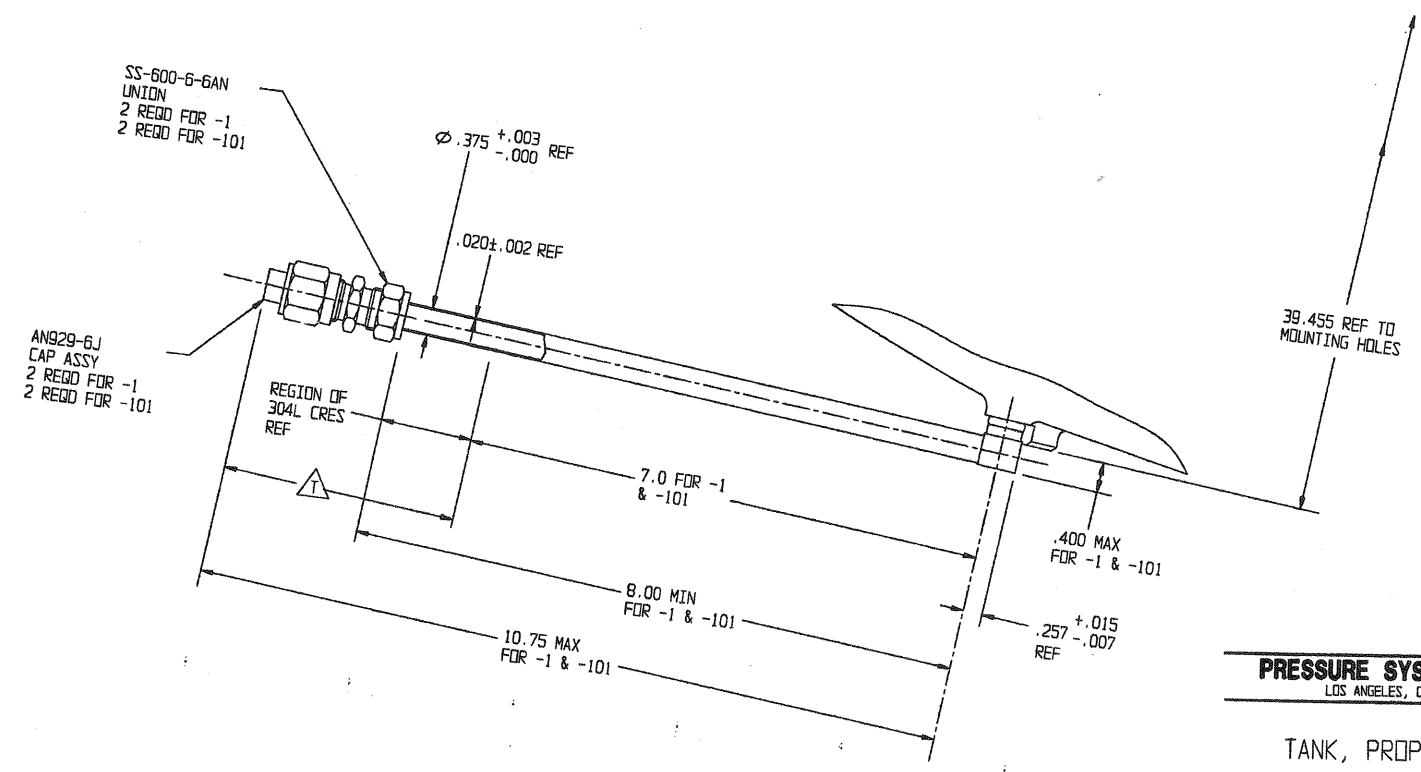 SS-600-6-6AN
UNION
2 REQD FOR -1
2 REQD FOR -101
Ø .375 +.003 -.000 REF
.020±.002 REF
AN929-6J
CAP ASSY
2 REQD FOR -1
2 REQD FOR -101
REGION OF
304L CRES
REF
T
7.0 FOR -1
& -101
8.00 MIN
FOR -1 & -101
10.75 MAX
FOR -1 & -101
39.455 REF TO
MOUNTING HOLES
.400 MAX
FOR -1 & -101
.257 +.015 -.007
REF
PRESSURE SYS
LOS ANGELES, C
TANK, PROP